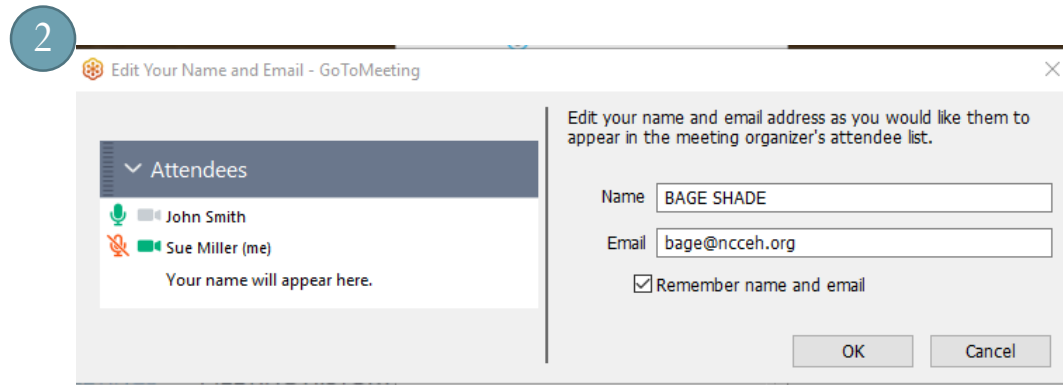 2
Edit Your Name and Email - GoToMeeting
Attendees
John Smith
Sue Miller (me)
Your name will appear here.
Edit your name and email address as you would like them to
appear in the meeting organizer's attendee list.
Name BAGE SHADE
Email bage@ncceh.org
Remember name and email
OK Cancel